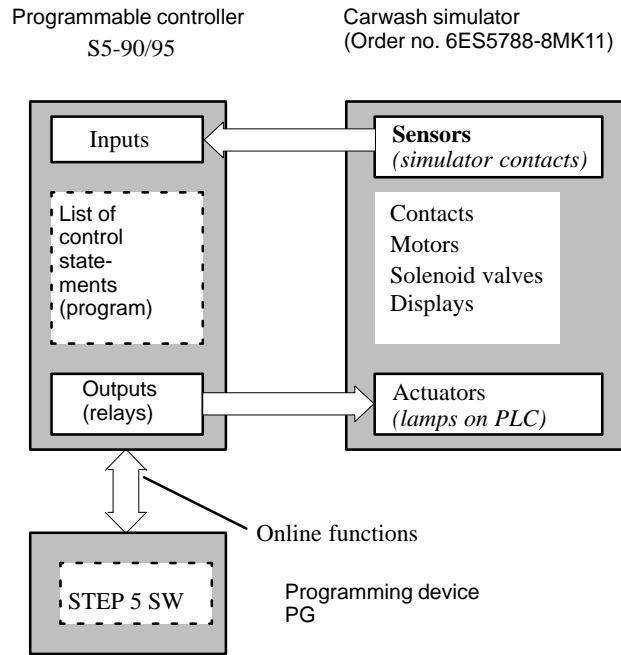 Programmable controller
S5-90/95
Carwash simulator
(Order no. 6ES5788-8MK11)
Inputs
Sensors
(simulator contacts)
List of
control
state-
ments
(program)
Contacts
Motors
Solenoid valves
Displays
Outputs
(relays)
Actuators
(lamps on PLC)
Online functions
STEP 5 SW
Programming device
PG